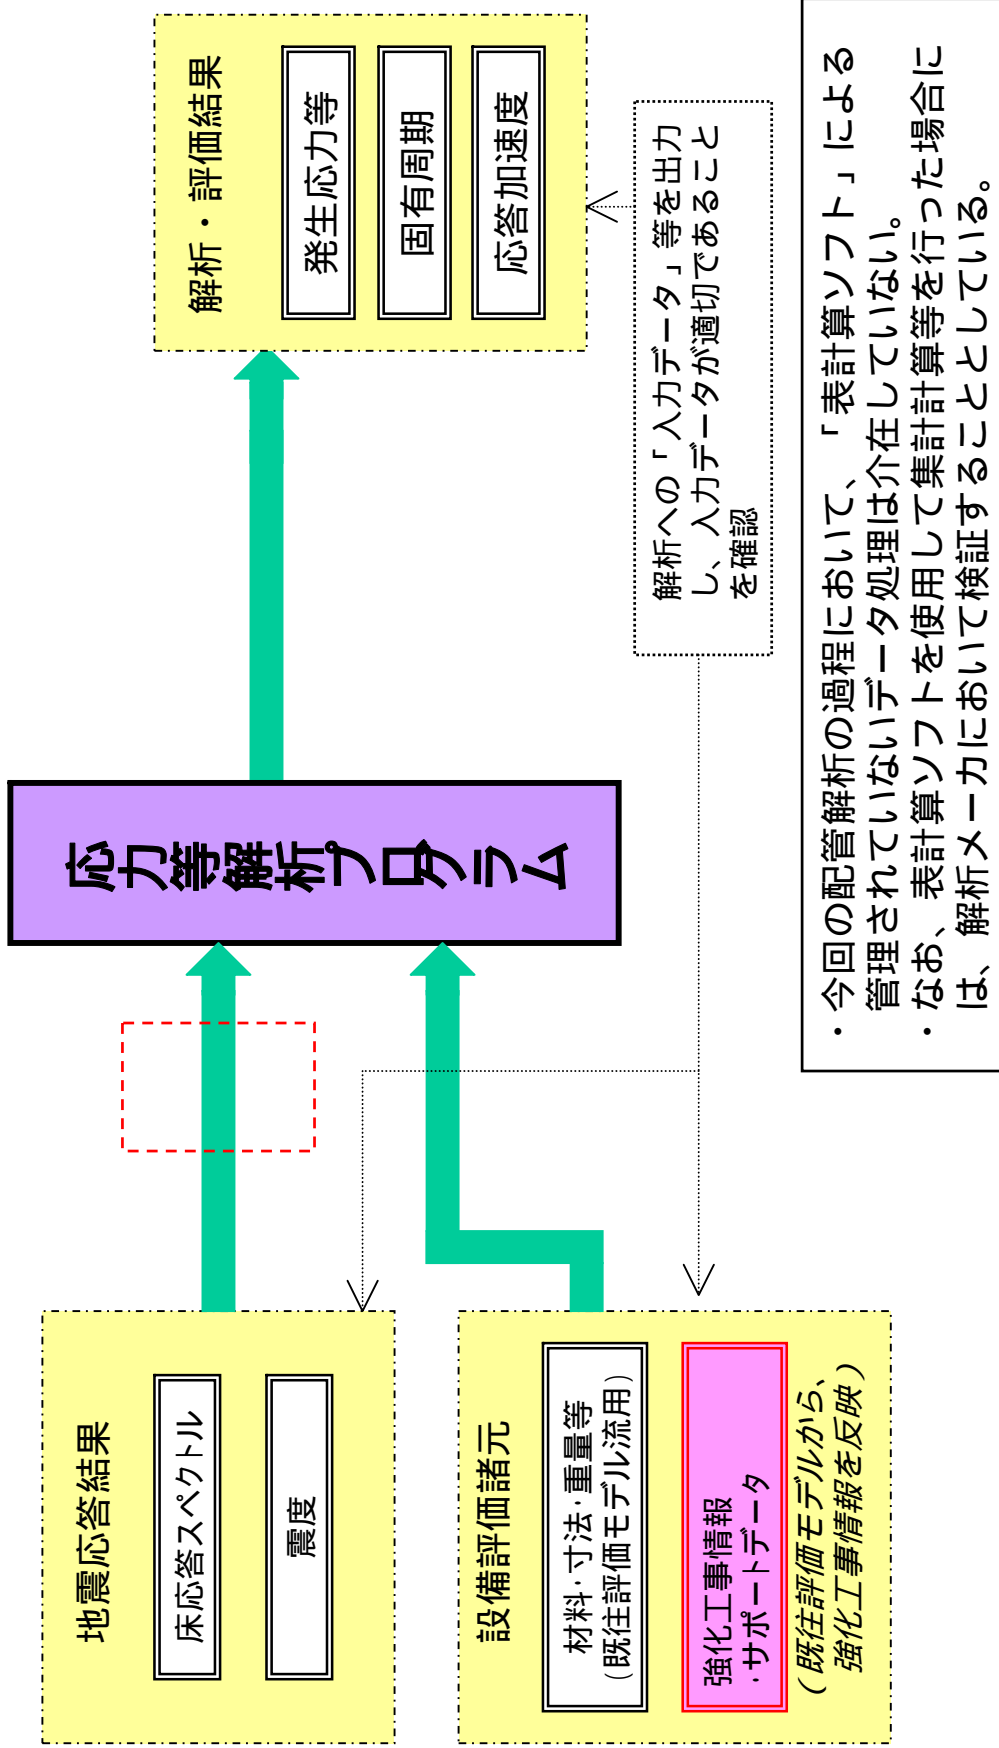 地震応答結果
床応答スペクトル
震度
設備評価諸元
材料・寸法・重量等
（既往評価モデル流用）
強化工事情報
・サポートデータ
（既往評価モデルから、
強化工事情報を反映）
応力等解析プログラム
解析・評価結果
発生応力等
固有周期
応答加速度
解析への「入力データ」等を出力
し、入力データが適切であること
を確認
・今回の配管解析の過程において、「表計算ソフト」による
管理されていないデータ処理は介在していない。
・なお、表計算ソフトを使用して集計計算等を行った場合に
は、解析メーカにおいて検証することとしている。